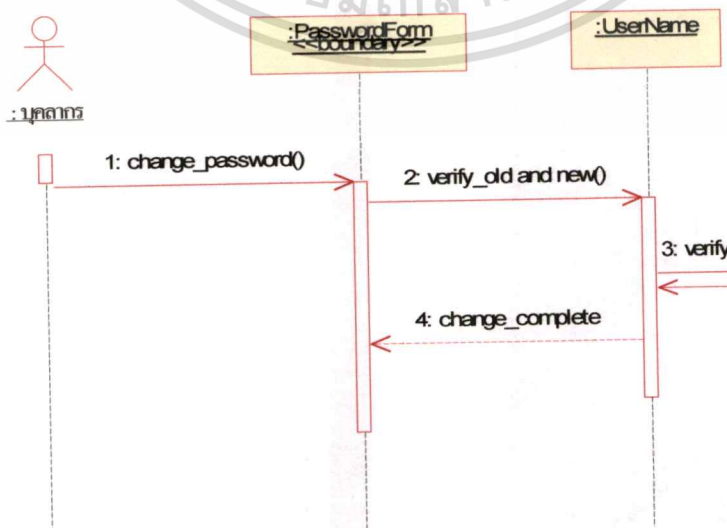 :PasswordForm
<<boundary>>
:UserName
: บุคลากร
1: change_password()
2: verify_old and new()
3: verify
4: change_complete